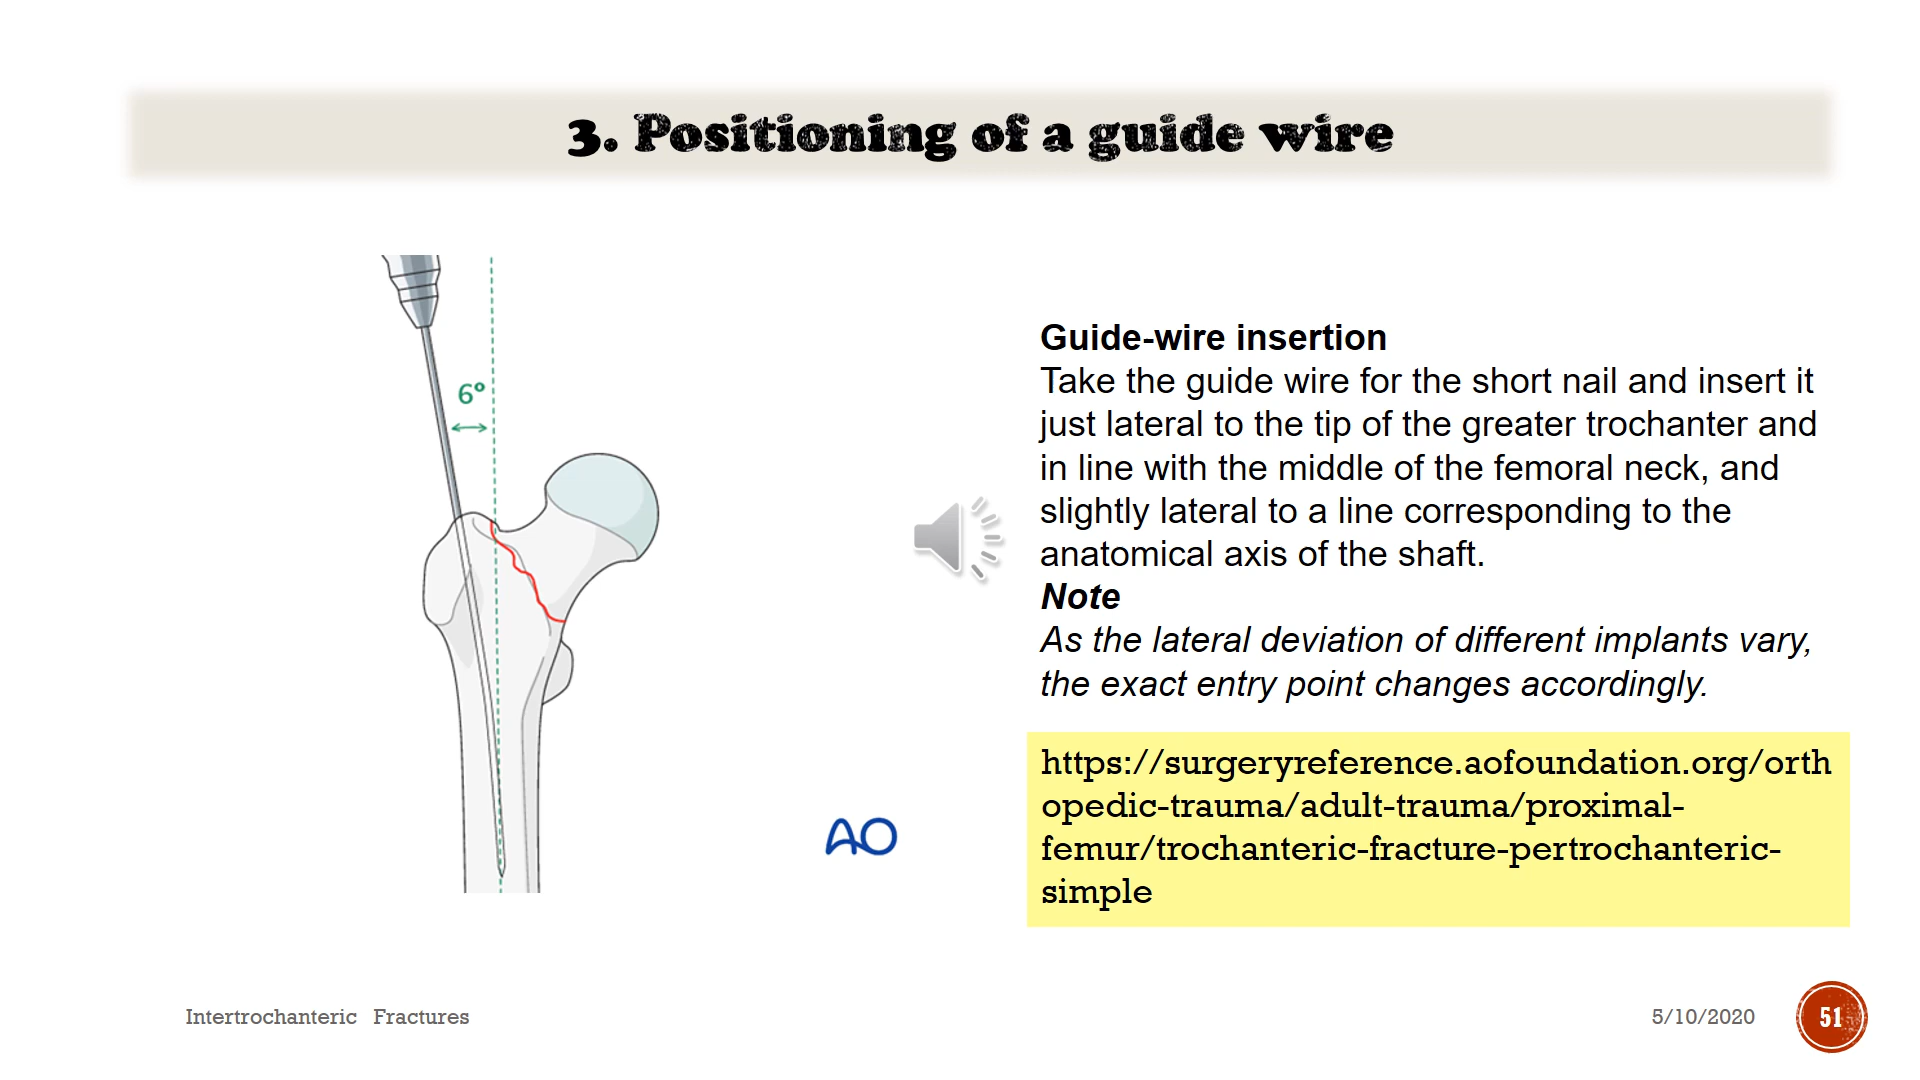 3. Positioning of a guide wire
6°
Guide-wire insertion
Take the guide wire for the short nail and insert it
just lateral to the tip of the greater trochanter and
in line with the middle of the femoral neck, and
slightly lateral to a line corresponding to the
anatomical axis of the shaft.
Note
As the lateral deviation of different implants vary,
the exact entry point changes accordingly.
AO
https://surgeryreference.aofoundation.org/orth
opedic-trauma/adult-trauma/proximal-
femur/trochanteric-fracture-pertrochanteric-
simple
Intertrochanteric Fractures
5/10/2020
51